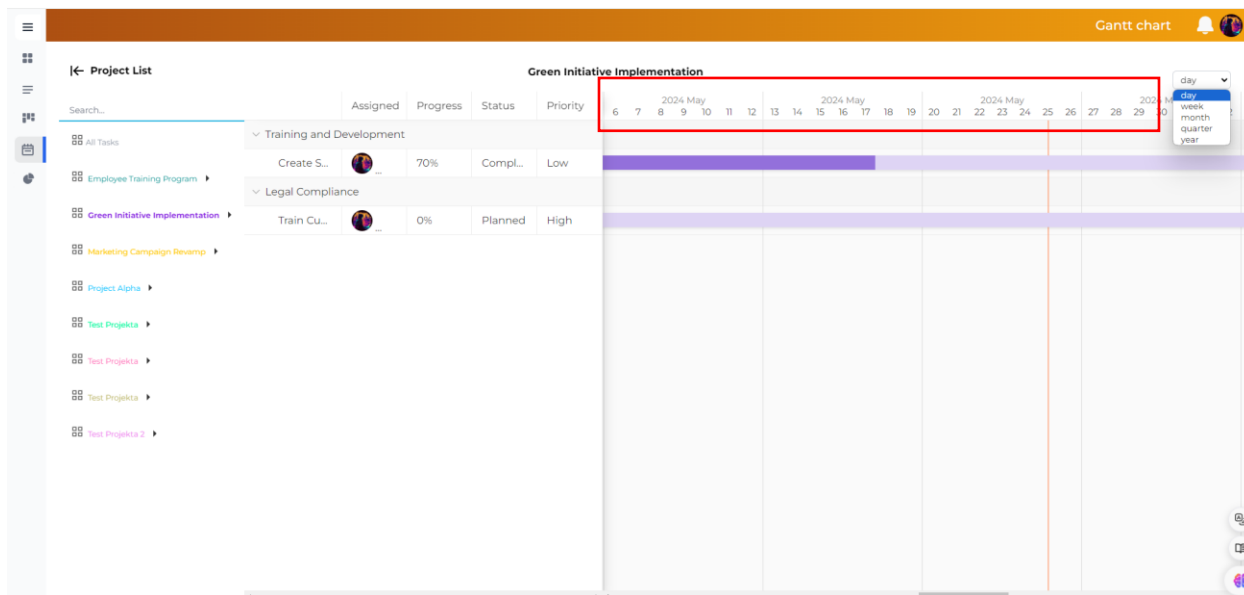 Gantt chart
Project List
Green Initiative Implementation
day
day
week
month
quarter
year
Search...
Assigned Progress Status Priority
2024 May 2024 May 2024 May
6 7 8 9 10 11 12 13 14 15 16 17 18 19 20 21 22 23 24 25 26 27 28 29
All Tasks
Training and Development
Create S... ... 70% Compl... Low
Employee Training Program
Legal Compliance
Green Initiative Implementation
Train Cu... ... 0% Planned High
Marketing Campaign Revamp
Project Alpha
Test Projekta
Test Projekta
Test Projekta
Test Projekta 2